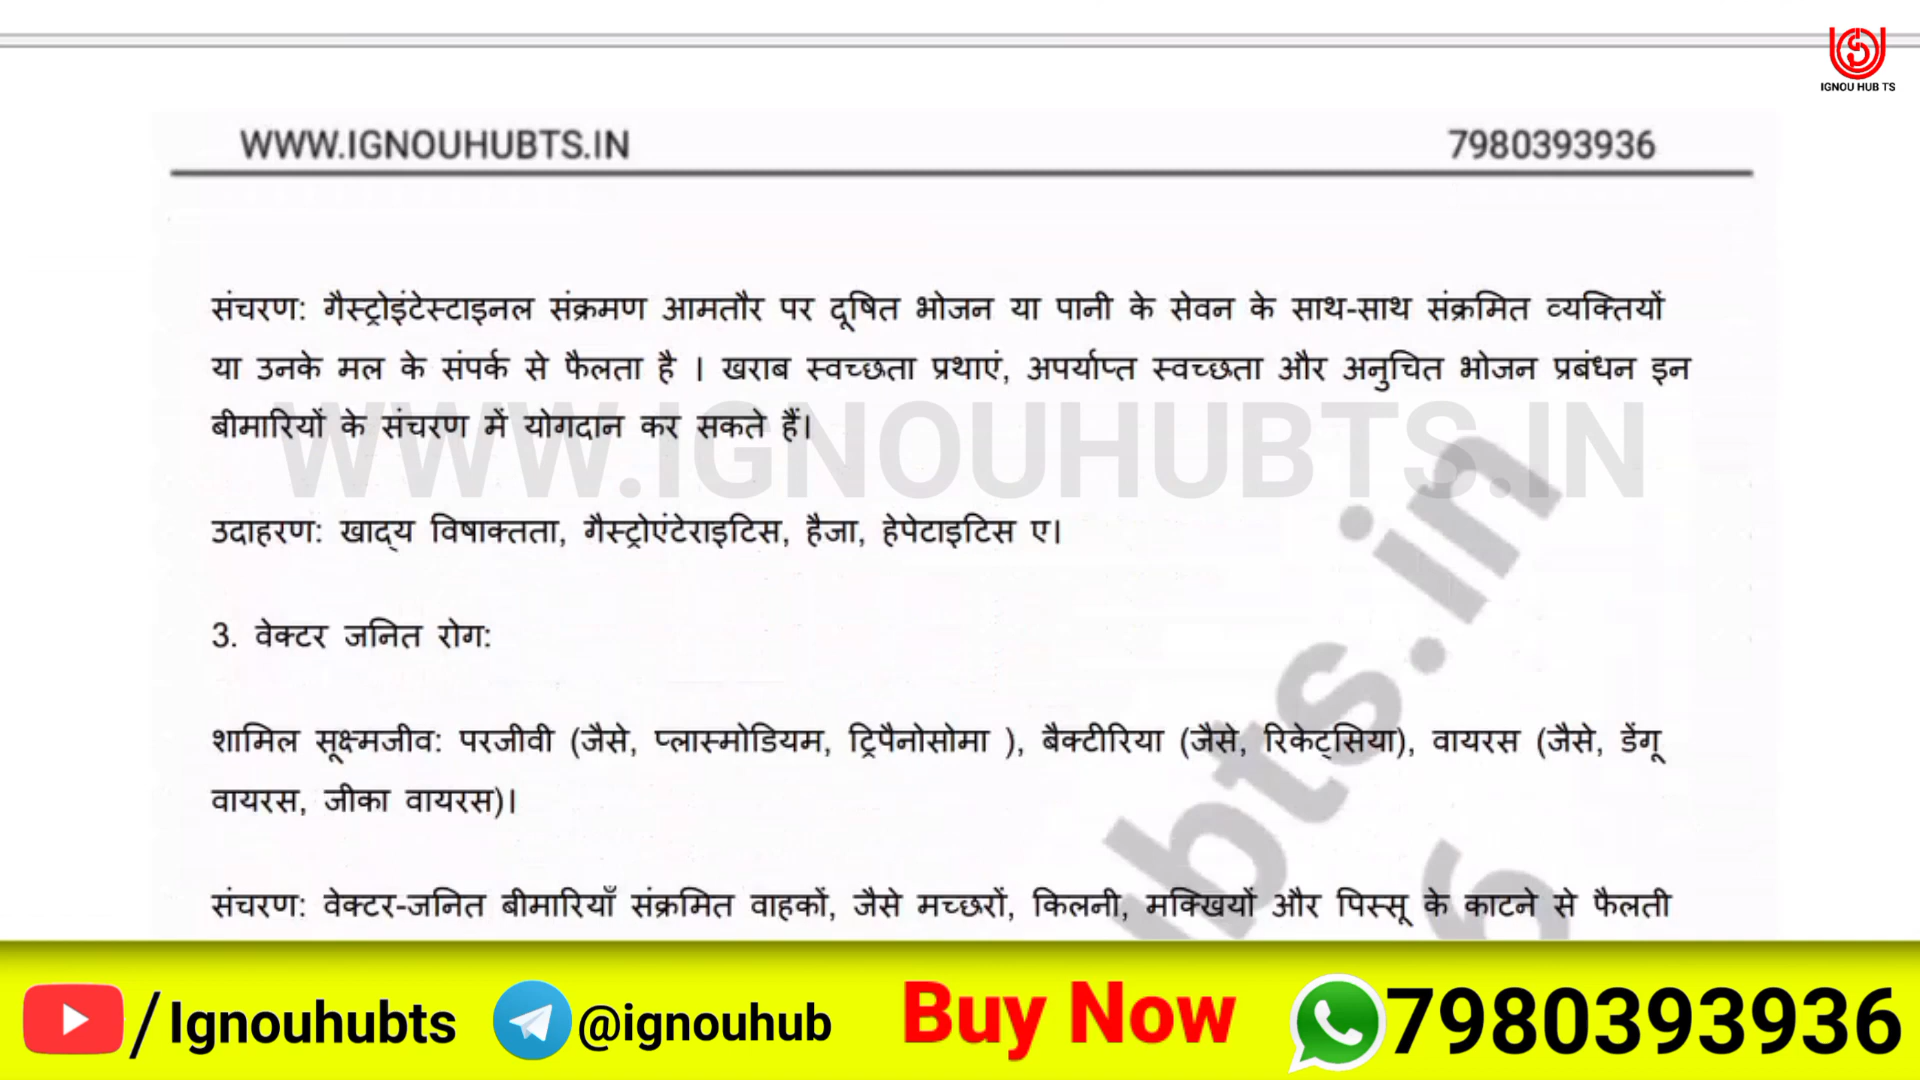 IGNOU HUB TS
WWW.IGNOUHUBTS.IN 7980393936
संचरण: गैस्ट्रोइंटेस्टाइनल संक्रमण आमतौर पर दूषित भोजन या पानी के सेवन के साथ-साथ संक्रमित व्यक्तियों
या उनके मल के संपर्क से फैलता है । खराब स्वच्छता प्रथाएं, अपर्याप्त स्वच्छता और अनुचित भोजन प्रबंधन इन
बीमारियों के संचरण में योगदान कर सकते हैं।
WWW.IGNOUHUBTS.IN
उदाहरण: खाद्य विषाक्तता, गैस्ट्रोएंटेराइटिस, हैजा, हेपेटाइटिस ए।
3. वेक्टर जनित रोग:
शामिल सूक्ष्मजीव: परजीवी (जैसे, प्लास्मोडियम, ट्रिपैनोसोमा ), बैक्टीरिया (जैसे, रिकेट्सिया), वायरस (जैसे, डेंगू
वायरस, जीका वायरस)।
संचरण: वेक्टर-जनित बीमारियाँ संक्रमित वाहकों, जैसे मच्छरों, किलनी, मक्खियों और पिस्सू के काटने से फैलती
ubts.in
6
/Ignouhubts @ignouhub Buy Now 7980393936